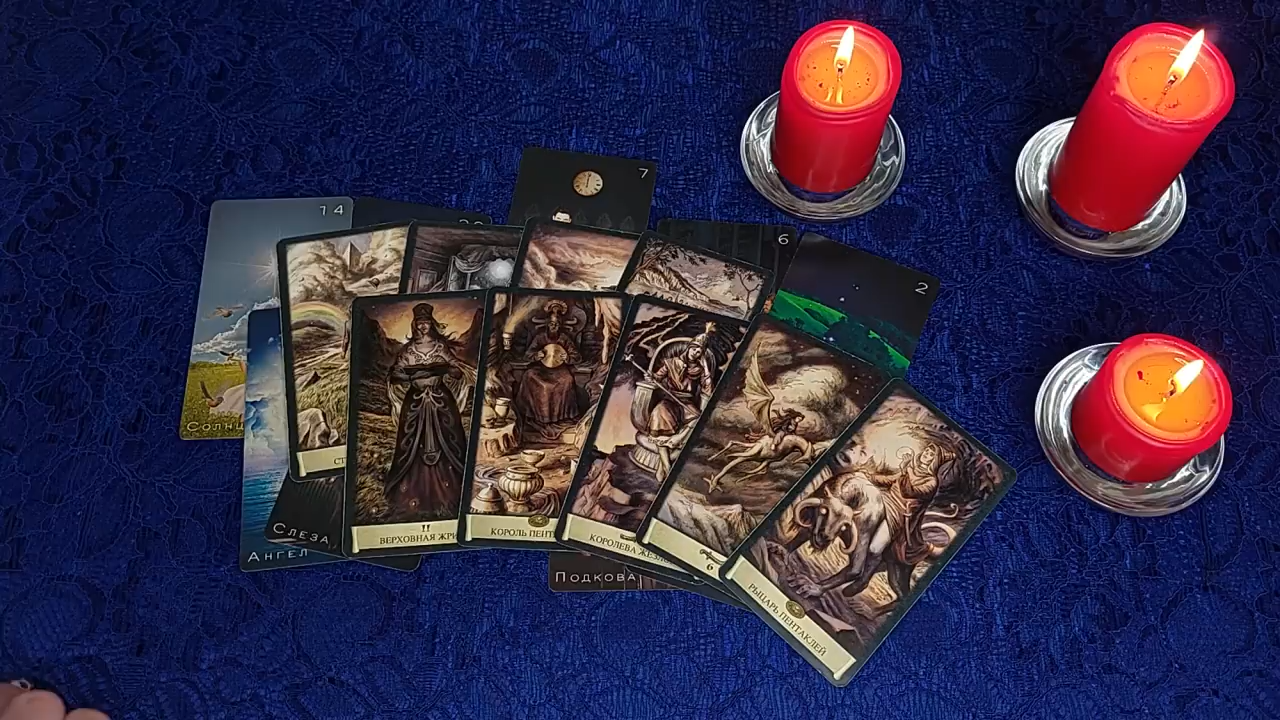 14
7
6
2
Солнц
Слеза
Ангел
II
ВЕРХОВНАЯ ЖРИ
КОРОЛЬ ПЕНТ
КОРОЛЕВА ЖЕЗЛ
6
РЫЦАРЬ ПЕНТАКЛЕЙ
Подкова